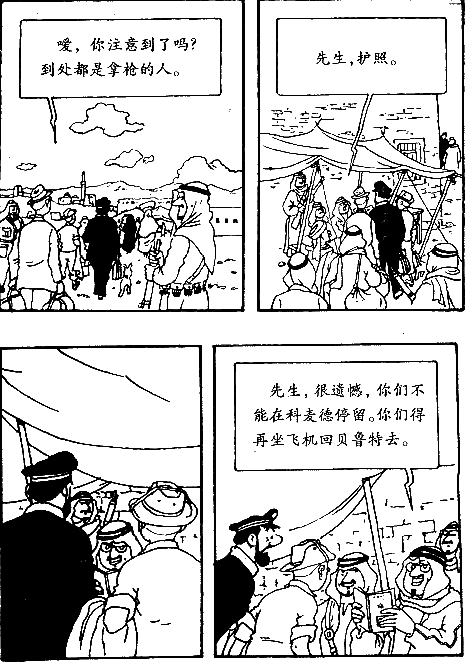 嗳，你注意到了吗？
到处都是拿枪的人。
先生，护照。
先生，很遗憾，你们不
能在科麦德停留。你们得
再坐飞机回贝鲁特去。